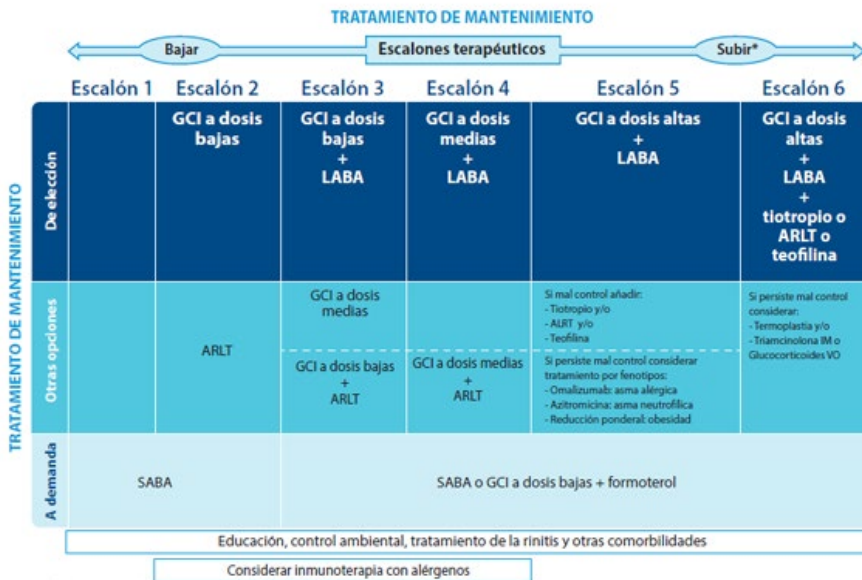 TRATAMIENTO DE MANTENIMIENTO
Bajar
Escalones terapéuticos
Subir*
Escalón 1
Escalón 2
Escalón 3
Escalón 4
Escalón 5
Escalón 6
TRATAMIENTO DE MANTENIMIENTO
De elección
GCI a dosis
bajas
GCI a dosis
bajas
+
LABA
GCI a dosis
medias
+
LABA
GCI a dosis altas
+
LABA
GCI a dosis
altas
+
LABA
+
tiotropio o
ARLT o
teofilina
Otras opciones
ARLT
GCI a dosis
medias
GCI a dosis bajas
+
ARLT
GCI a dosis medias
+
ARLT
Si mal control añadir:
- Tiotropio y/o
- ALRT y/o
- Teofilina
Si persiste mal control considerar
tratamiento por fenotipos:
- Omalizumab: asma alérgica
- Azitromicina: asma neutrofílica
- Reducción ponderal: obesidad
Si persiste mal control
considerar:
- Termoplastia y/o
- Triamcinolona IM o
Glucocorticoides VO
A demanda
SABA
SABA o GCI a dosis bajas + formoterol
Educación, control ambiental, tratamiento de la rinitis y otras comorbilidades
Considerar inmunoterapia con alérgenos